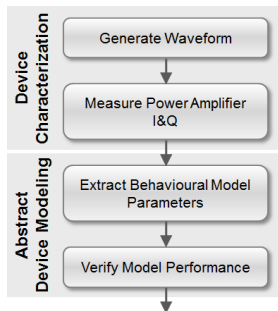 Device
Characterization
Generate Waveform
Measure Power Amplifier
I&Q
Abstract
Device Modeling
Extract Behavioural Model
Parameters
Verify Model Performance